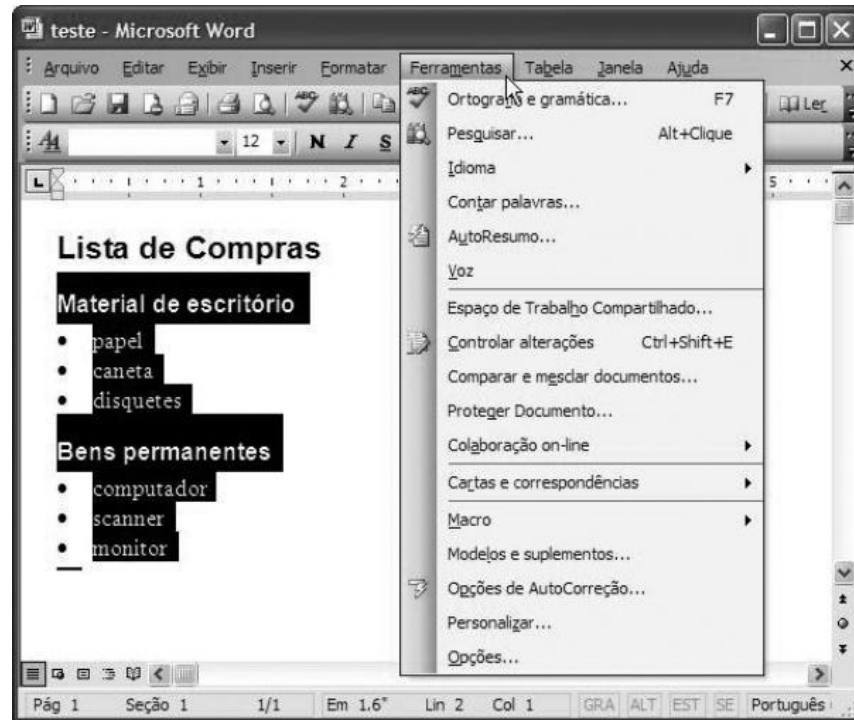 teste - Microsoft Word
Arquivo Editar Exibir Inserir Formatar Ferramentas Tabela Janela Ajuda
Ler
12 N I S
1 2 5
Lista de Compras
Material de escritório
• papel
• caneta
• disquetes
Bens permanentes
• computador
• scanner
• monitor
Ortografia e gramática... F7
Pesquisar... Alt+Clique
Idioma
Contar palavras...
AutoResumo...
Voz
Espaço de Trabalho Compartilhado...
Controlar alterações Ctrl+Shift+E
Comparar e mesclar documentos...
Proteger Documento...
Colaboração on-line
Cartas e correspondências
Macro
Modelos e suplementos...
Opções de AutoCorreção...
Personalizar...
Opções...
Pág 1 Seção 1 1/1 Em 1.6" Lin 2 Col 1 GRA ALT EST SE Português